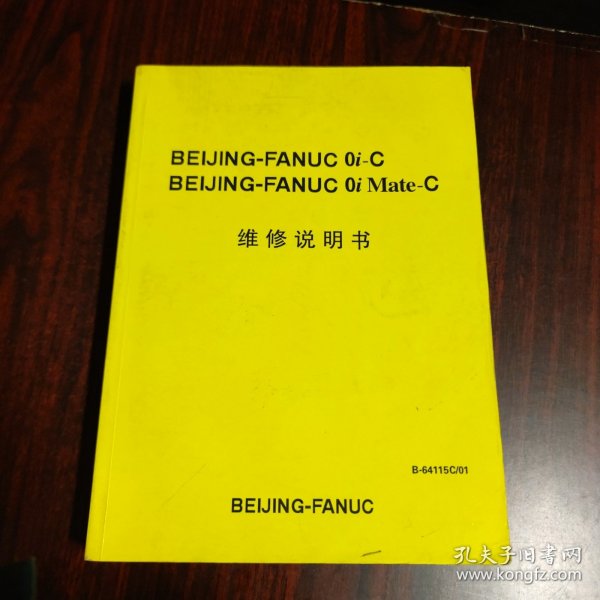 BEIJING-FANUC 0i-C
BEIJING-FANUC 0i Mate-C
维修说明书
B-64115C/01
BEIJING-FANUC
孔夫子旧书网
www.kongfz.com